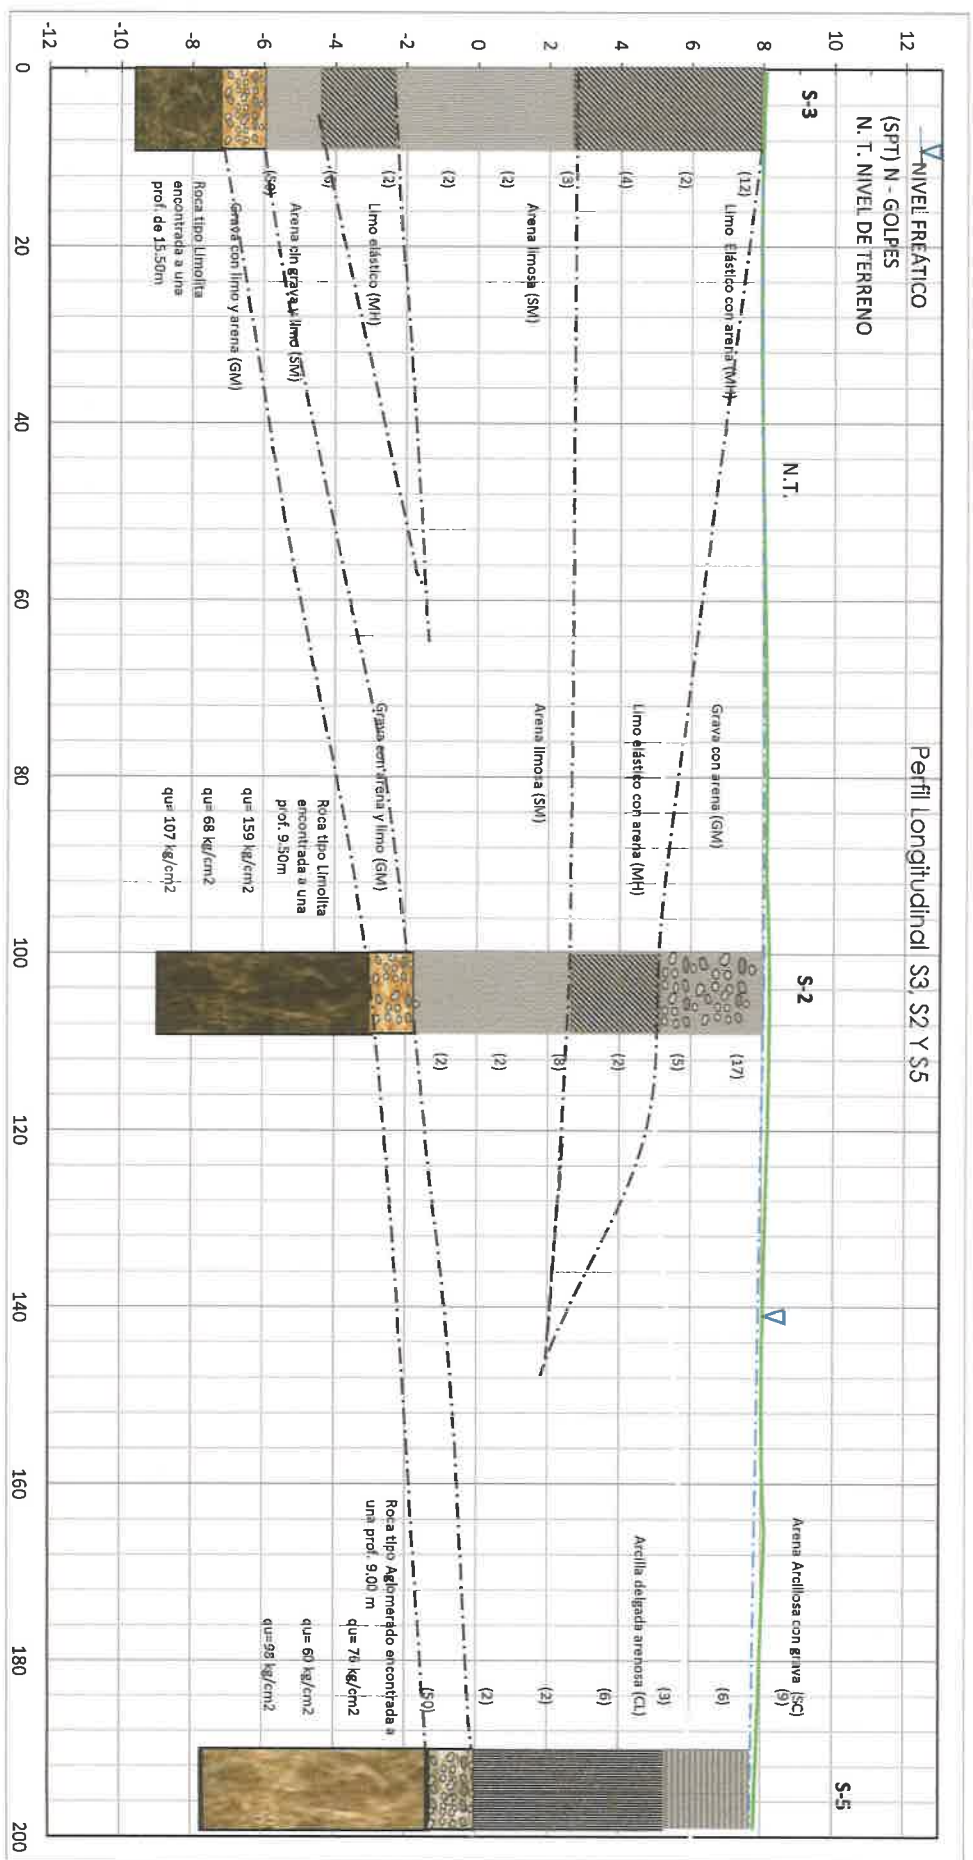 Perfil Longitudinal S3, S2 Y S5
NIVEL FREÁTICO
(SPT) N - GOLPES
N. T. NIVEL DE TERRENO
S-3
S-2
S-5
N.T.
12
10
8
6
4
2
0
-2
-4
-6
-8
-10
-12
(12)
(2)
(4)
(3)
(2)
(2)
(2)
(6)
(50)
Limo Elástico con arena (MH)
Arena limosa (SM)
Limo elástico (MH)
Arena cin grava y limo (SM)
Grava con limo y arena (GM)
Roca tipo Limolita
encontrada a una
prof. de 15.50m
Grava con arena (GM)
Limo elástico con arena (MH)
Arena limosa (SM)
Grava con arena y limo (GM)
Roca tipo Limolita
encontrada a una
prof. 9.50m
qu= 159 kg/cm2
qu= 68 kg/cm2
qu= 107 kg/cm2
(17)
(5)
(2)
(8)
(2)
(2)
Arena Arcillosa con grava (SC)
(9)
(6)
(3)
Arcilla delgada arenosa (CL)
(6)
(2)
(2)
(50)
Roca tipo Aglomerado encontrada a
una prof. 9.00 m
qu= 76 kg/cm2
qu= 60 kg/cm2
qu=98 kg/cm2
0
20
40
60
80
100
120
140
160
180
200